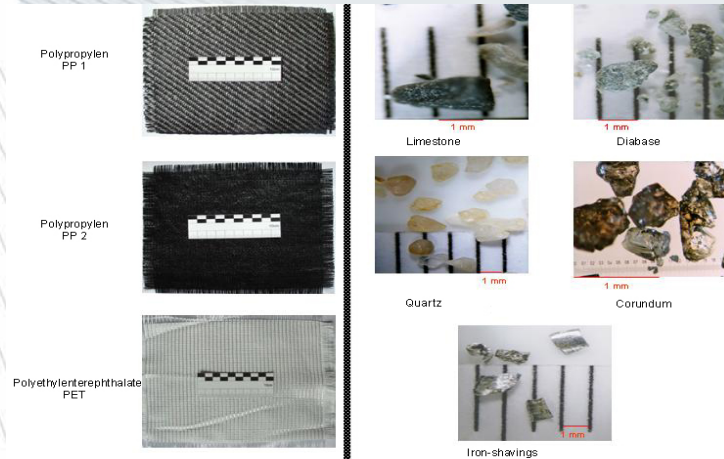 Polypropylen
PP 1
Polypropylen
PP 2
Polyethylenterephthalate
PET
1 mm
1 mm
Limestone
Diabase
1 mm
1 mm
Quartz
Corundum
1 mm
Iron-shavings